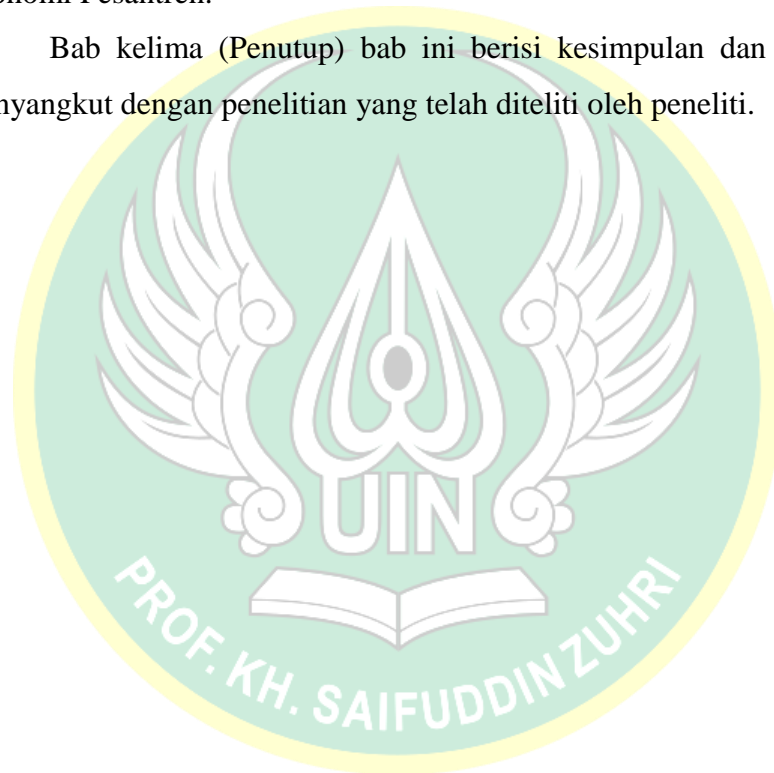 Bab kelima (Penutup) bab ini berisi kesimpulan dan
nyangkut dengan penelitian yang telah diteliti oleh peneliti.
UIN
PROF. KH. SAIFUDDIN ZUHRI